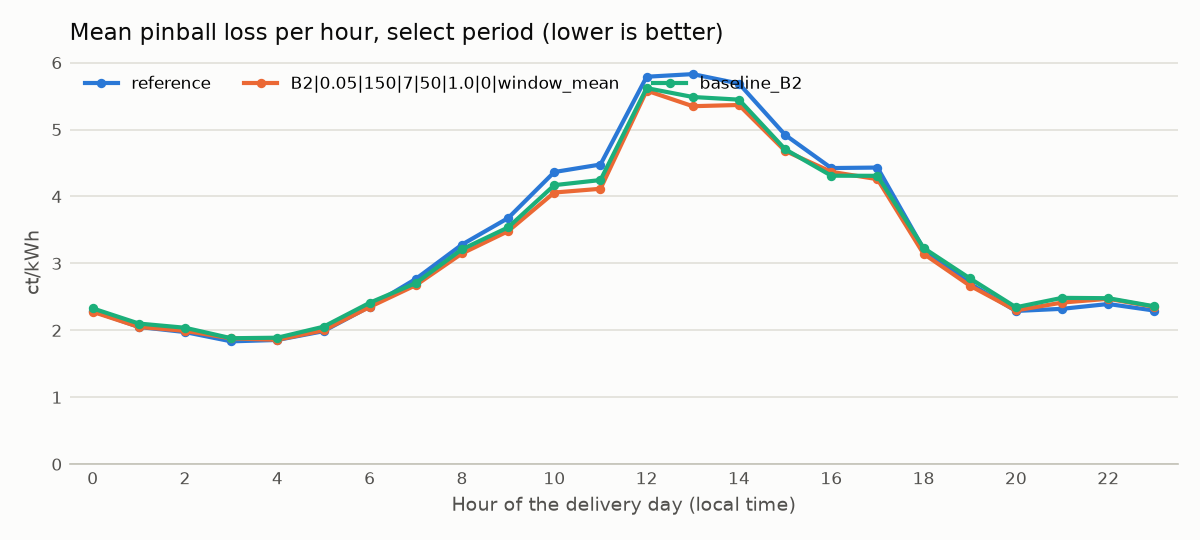 Mean pinball loss per hour, select period (lower is better)
reference B2|0.05|150|7|50|1.0|0|window_mean baseline_B2
6
5
4
3
2
1
0
ct/kWh
0 2 4 6 8 10 12 14 16 18 20 22
Hour of the delivery day (local time)